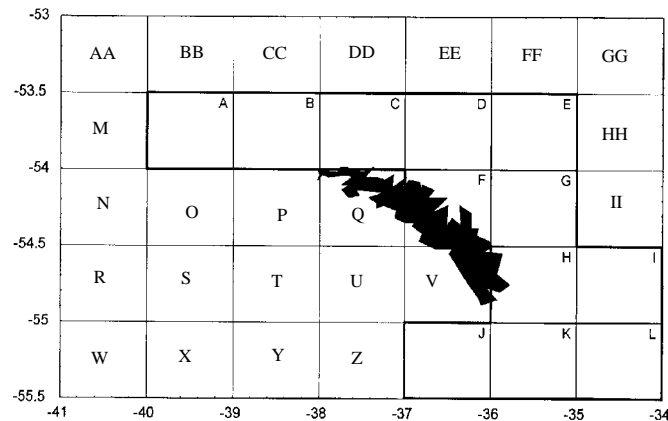 -53
AA BB CC DD EE FF GG
-53.5
M A B C D E HH
-54
N O P Q F G II
-54.5
R S T U V H I
-55
W X Y Z J K L
-55.5
-41 -40 -39 -38 -37 -36 -35 -34